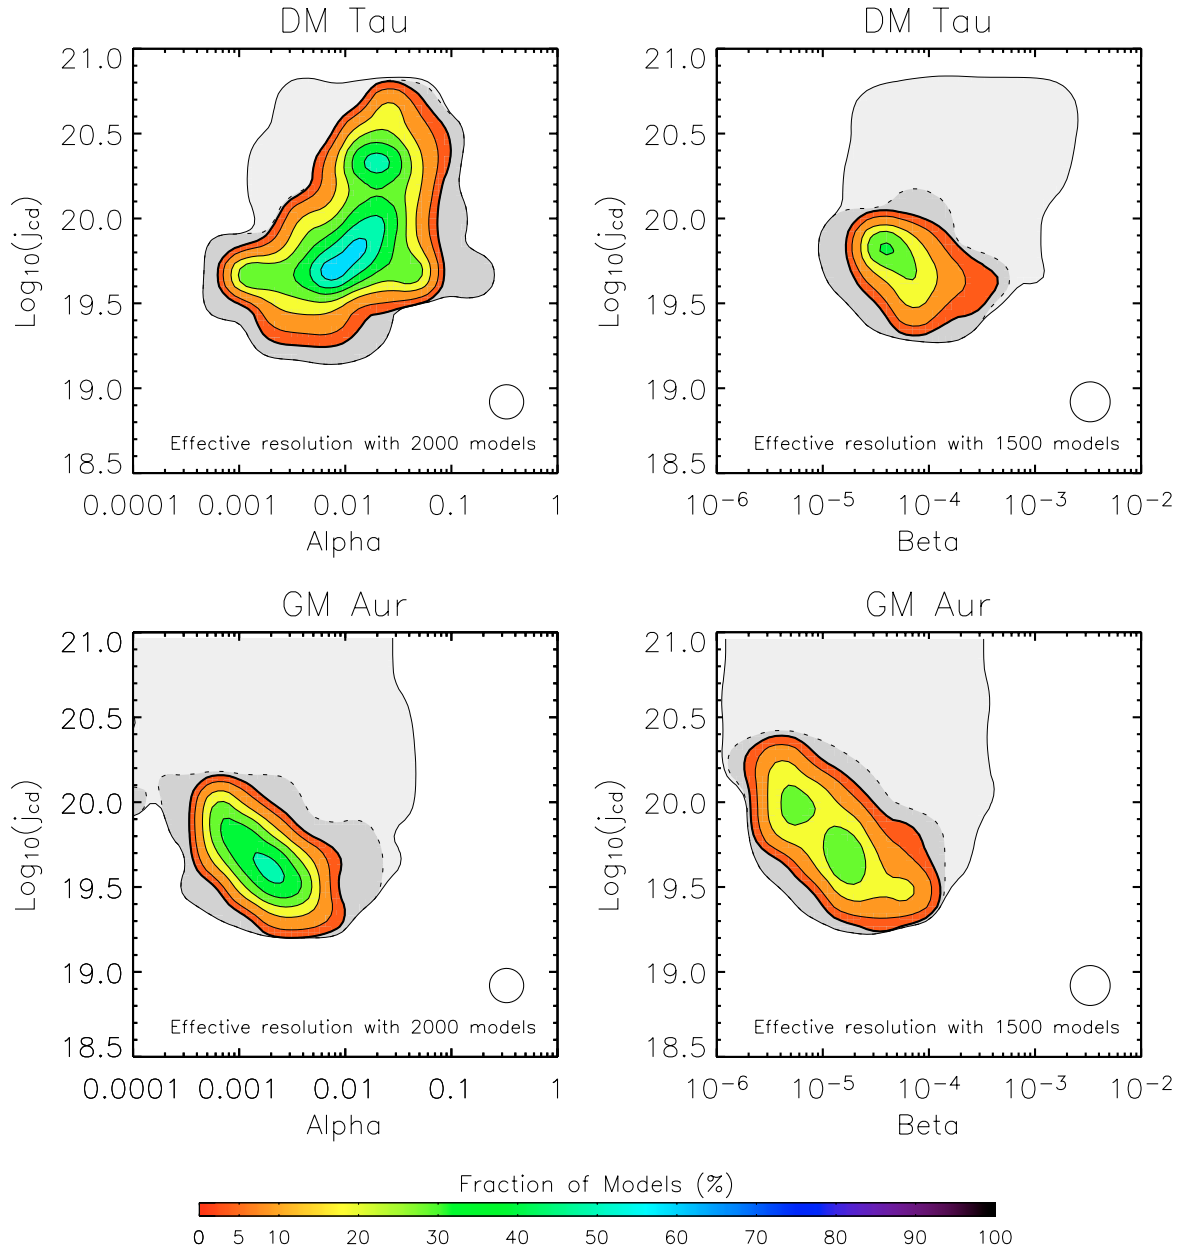 DM Tau
DM Tau
21.0
20.5
20.0
19.5
19.0
18.5
Log10(jcd)
Effective resolution with 2000 models
0.0001 0.001 0.01 0.1 1
Alpha
21.0
20.5
20.0
19.5
19.0
18.5
Log10(jcd)
Effective resolution with 1500 models
10-6 10-5 10-4 10-3 10-2
Beta
GM Aur
GM Aur
21.0
20.5
20.0
19.5
19.0
18.5
Log10(jcd)
Effective resolution with 2000 models
0.0001 0.001 0.01 0.1 1
Alpha
21.0
20.5
20.0
19.5
19.0
18.5
Log10(jcd)
Effective resolution with 1500 models
10-6 10-5 10-4 10-3 10-2
Beta
Fraction of Models (%)
0 5 10 20 30 40 50 60 70 80 90 100